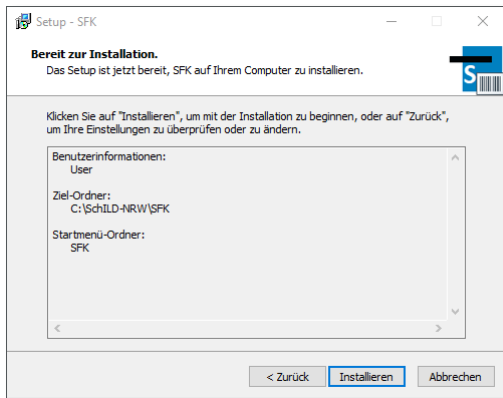 Setup - SFK
Bereit zur Installation.
Das Setup ist jetzt bereit, SFK auf Ihrem Computer zu installieren.
S
Klicken Sie auf "Installieren", um mit der Installation zu beginnen, oder auf "Zurück",
um Ihre Einstellungen zu überprüfen oder zu ändern.
Benutzerinformationen:
User
Ziel-Ordner:
C:\SchILD-NRW\SFK
Startmenü-Ordner:
SFK
< Zurück
Installieren
Abbrechen